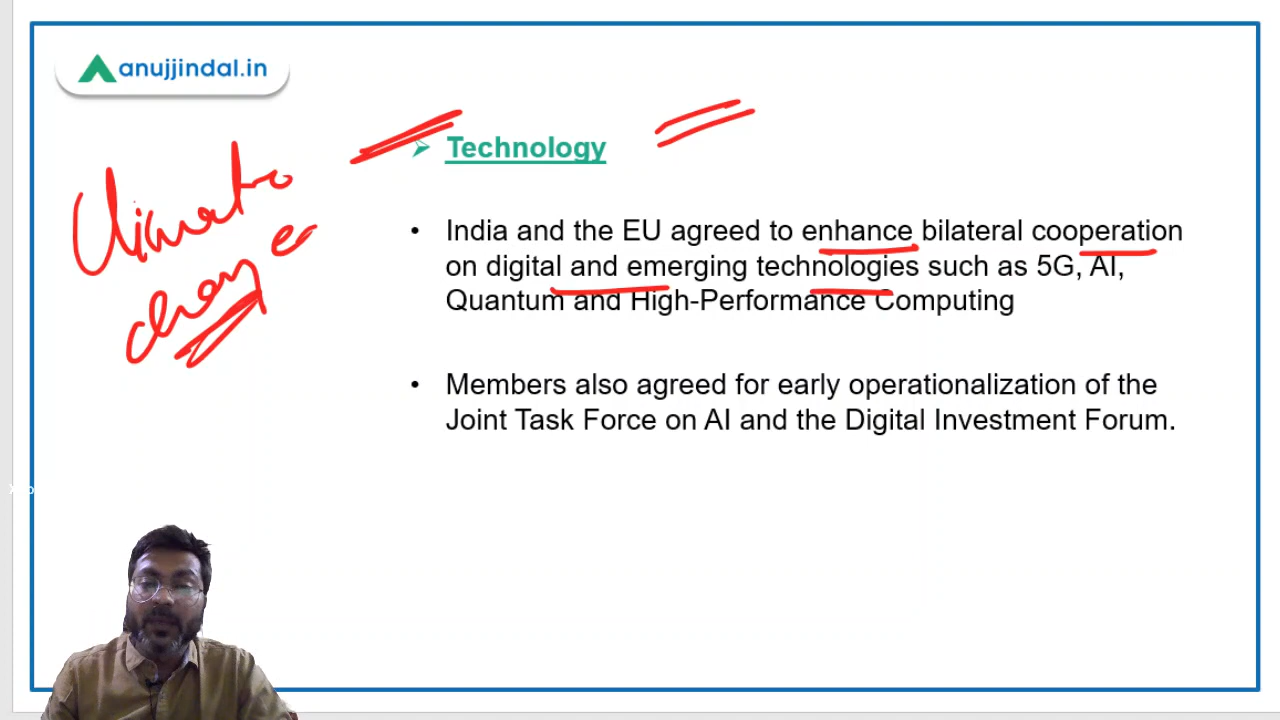 anujjindal.in
Technology
Climate
change
• India and the EU agreed to enhance bilateral cooperation
on digital and emerging technologies such as 5G, AI,
Quantum and High-Performance Computing
• Members also agreed for early operationalization of the
Joint Task Force on AI and the Digital Investment Forum.